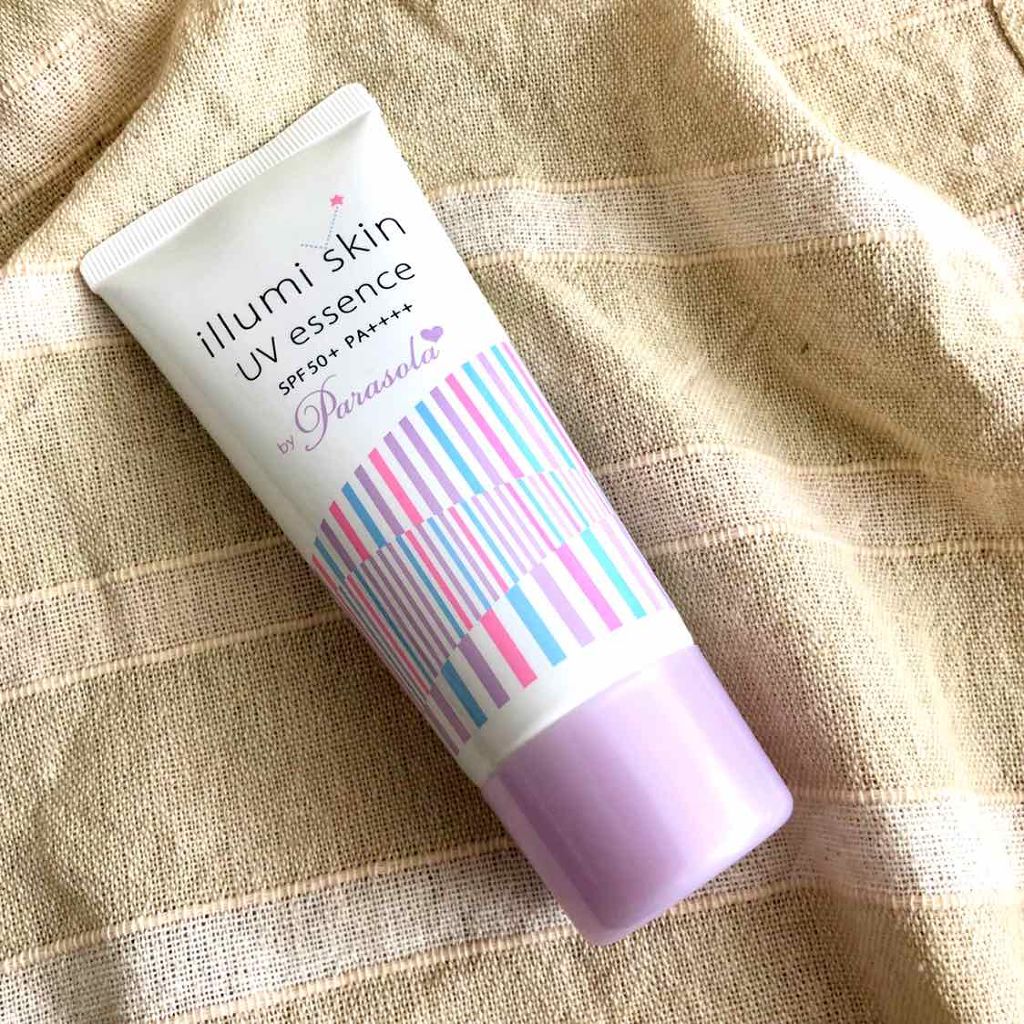 illumi skin
UV essence
SPF50+ PA++++
by Parasola